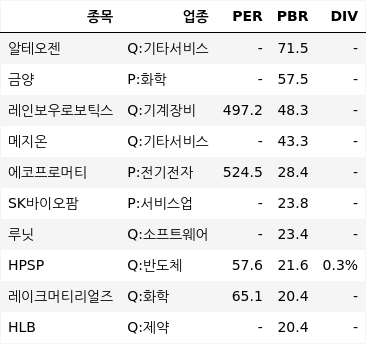 종목 업종 PER PBR DIV
알테오젠 Q:기타서비스 - 71.5 -
금양 P:화학 - 57.5 -
레인보우로보틱스 Q:기계장비 497.2 48.3 -
메지온 Q:기타서비스 - 43.3 -
에코프로머티 P:전기전자 524.5 28.4 -
SK바이오팜 P:서비스업 - 23.8 -
루닛 Q:소프트웨어 - 23.4 -
HPSP Q:반도체 57.6 21.6 0.3%
레이크머티리얼즈 Q:화학 65.1 20.4 -
HLB Q:제약 - 20.4 -